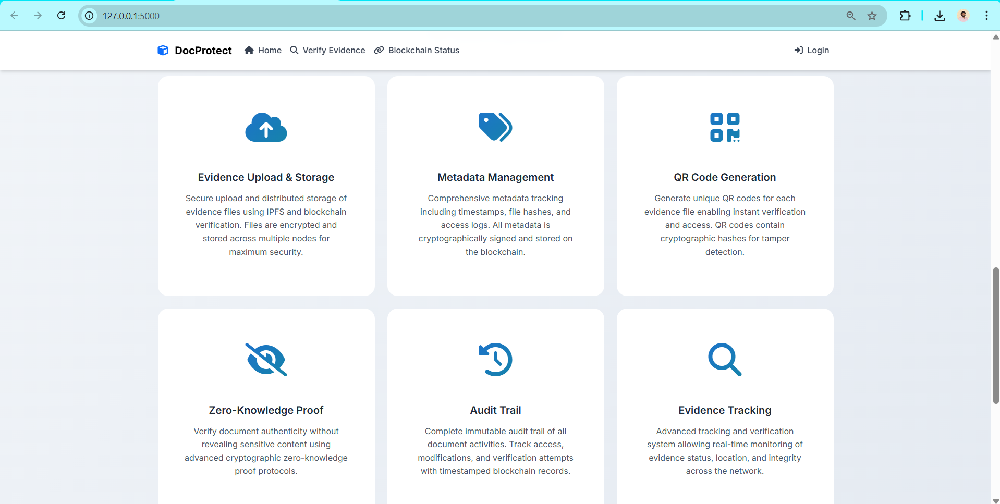 127.0.0.1:5000
DocProtect Home Verify Evidence Blockchain Status Login
Evidence Upload & Storage
Secure upload and distributed storage of
evidence files using IPFS and blockchain
verification. Files are encrypted and
stored across multiple nodes for
maximum security.
Metadata Management
Comprehensive metadata tracking
including timestamps, file hashes, and
access logs. All metadata is
cryptographically signed and stored on
the blockchain.
QR Code Generation
Generate unique QR codes for each
evidence file enabling instant verification
and access. QR codes contain
cryptographic hashes for tamper
detection.
Zero-Knowledge Proof
Verify document authenticity without
revealing sensitive content using
advanced cryptographic zero-knowledge
proof protocols.
Audit Trail
Complete immutable audit trail of all
document activities. Track access,
modifications, and verification attempts
with timestamped blockchain records.
Evidence Tracking
Advanced tracking and verification
system allowing real-time monitoring of
evidence status, location, and integrity
across the network.